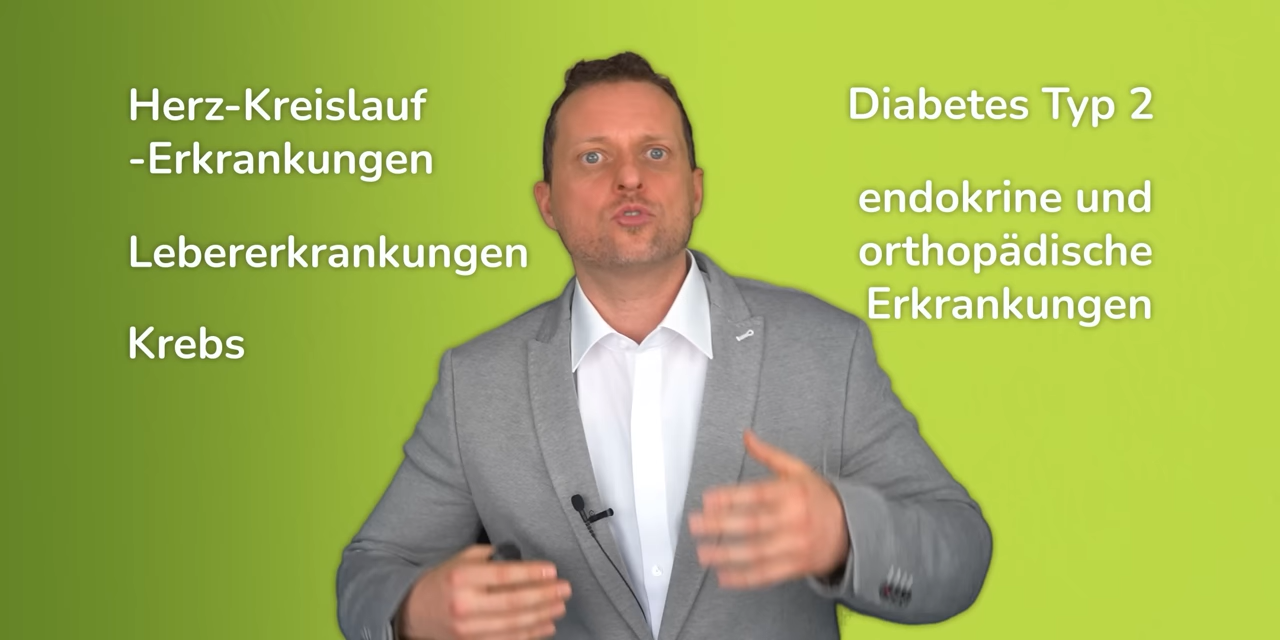 Herz-Kreislauf
-Erkrankungen
Lebererkrankungen
Krebs
Diabetes Typ 2
endokrine und
orthopädische
Erkrankungen